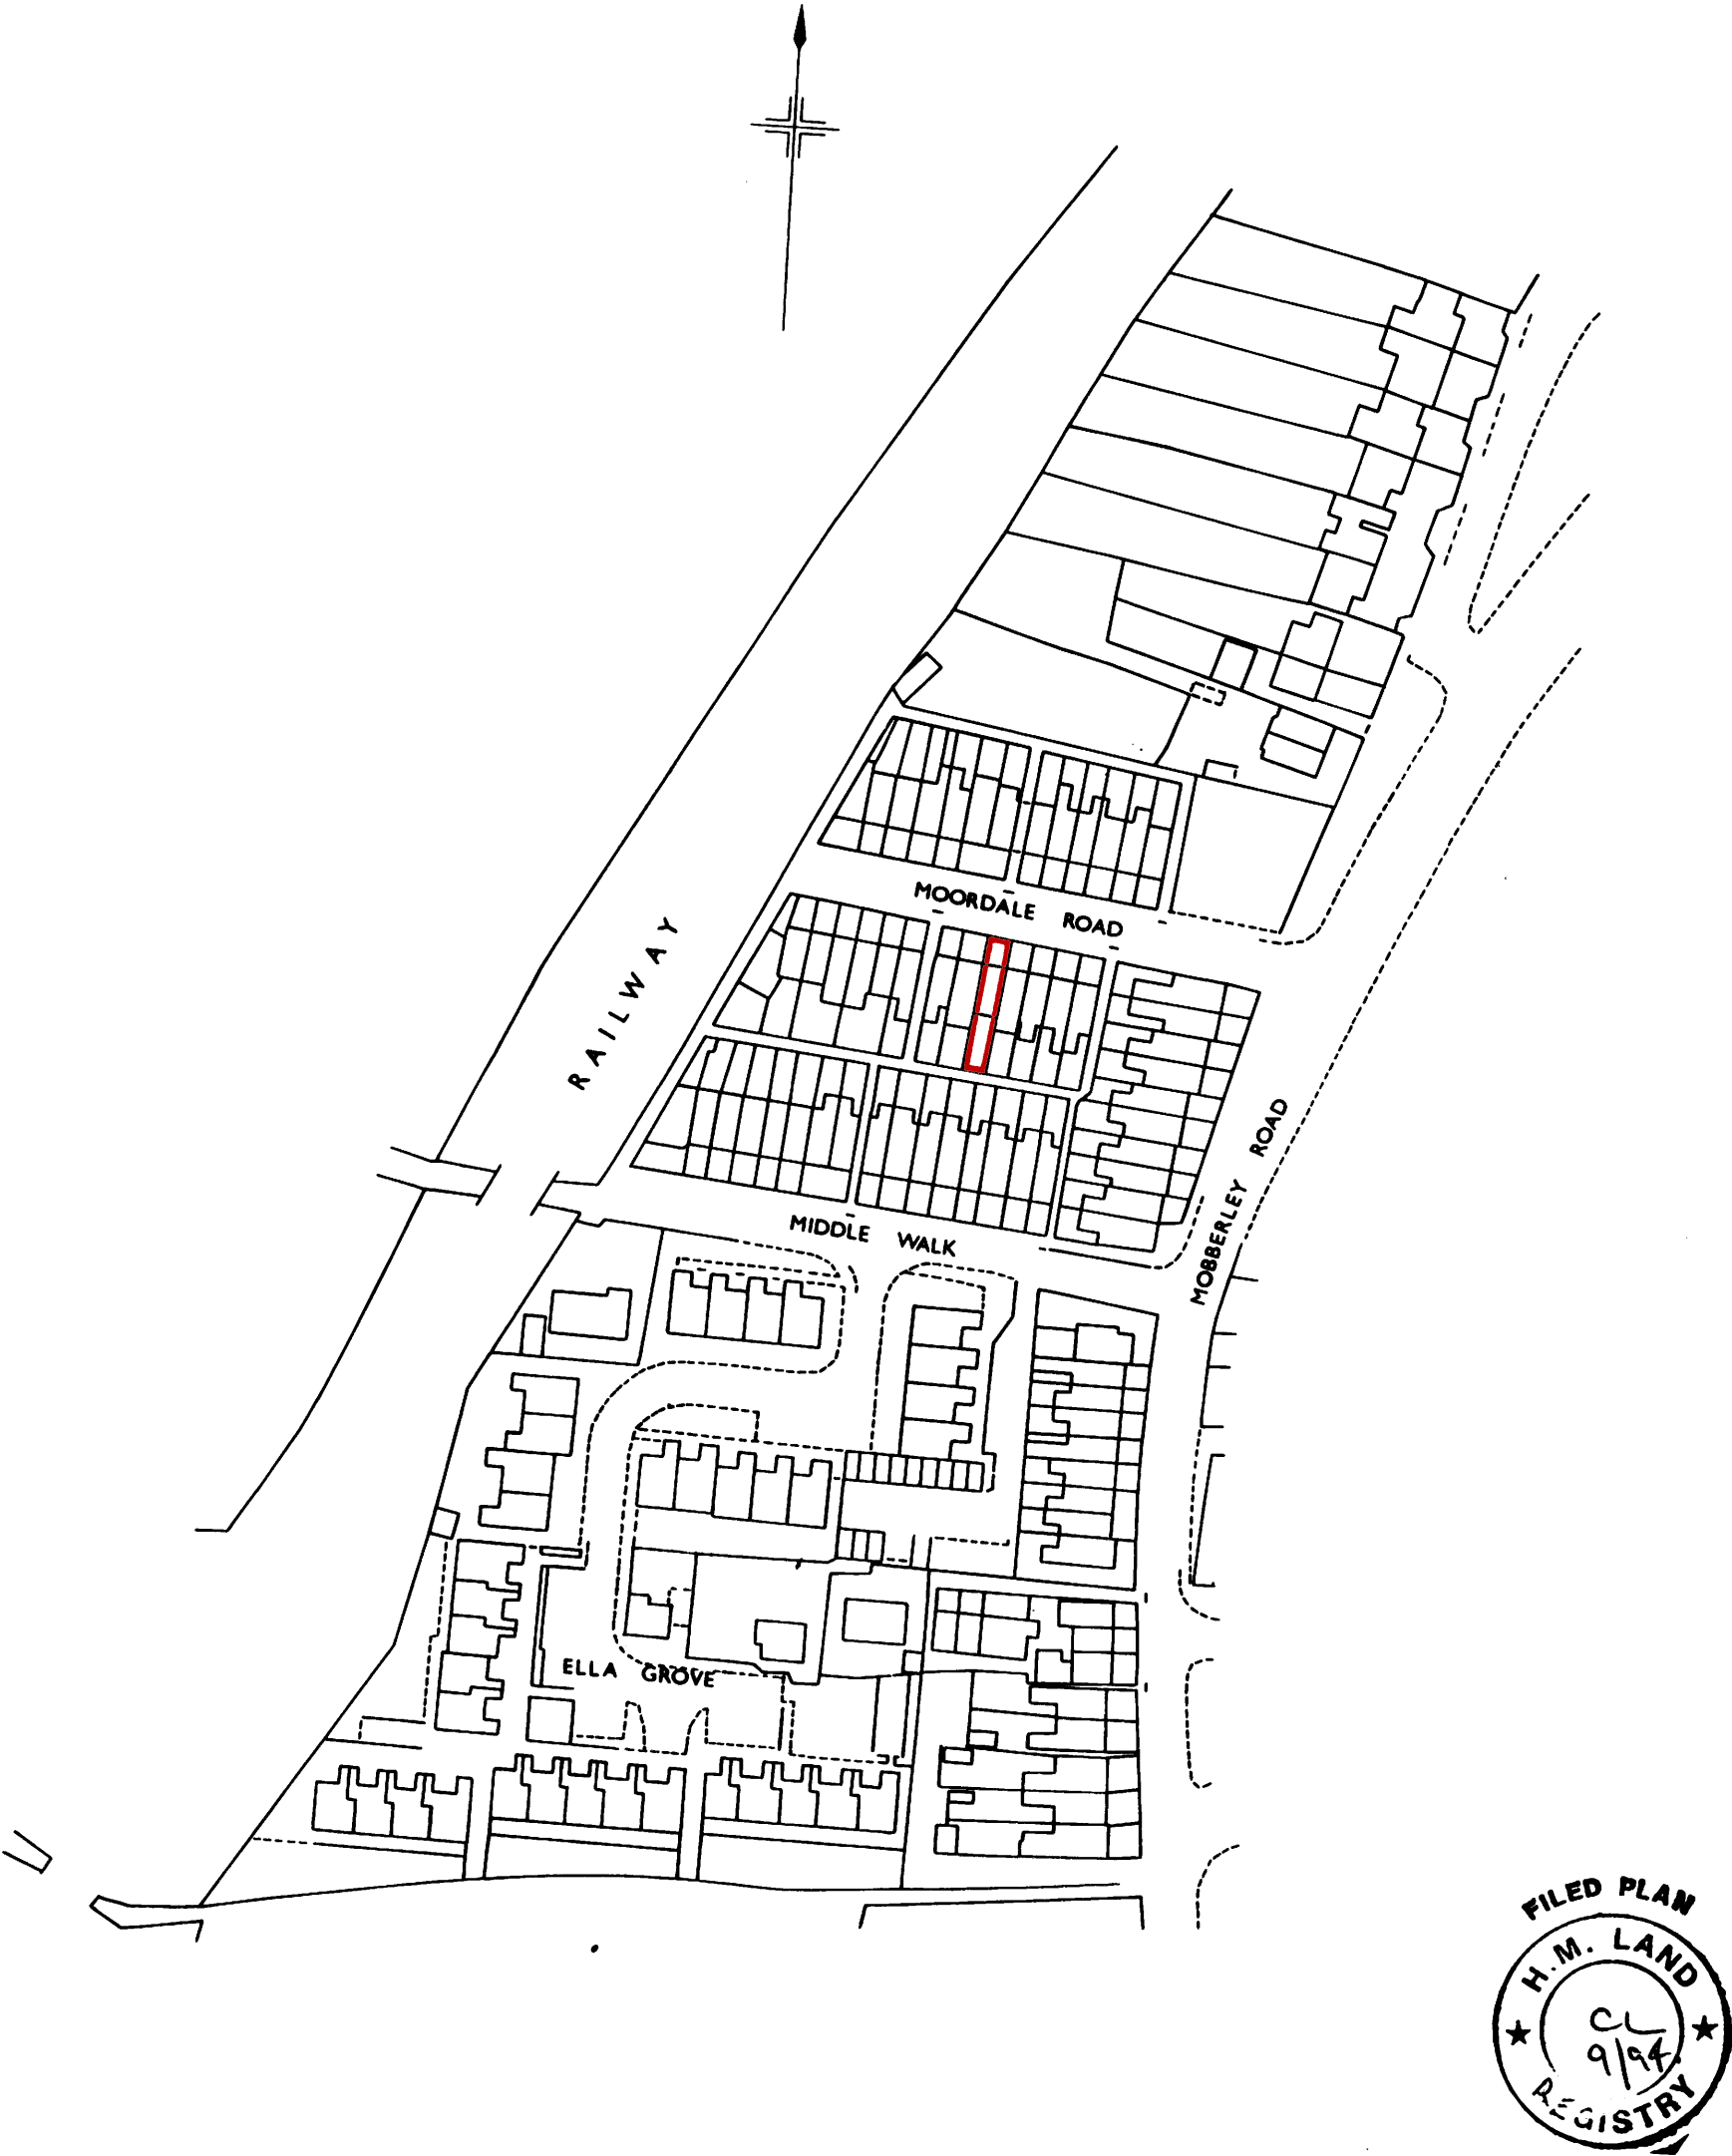 MOORDALE ROAD
RAILWAY
MOBBERLEY ROAD
MIDDLE WALK
ELLA GROVE
FILED PLAN
H.M. LAND
CL
9/94
REGISTRY